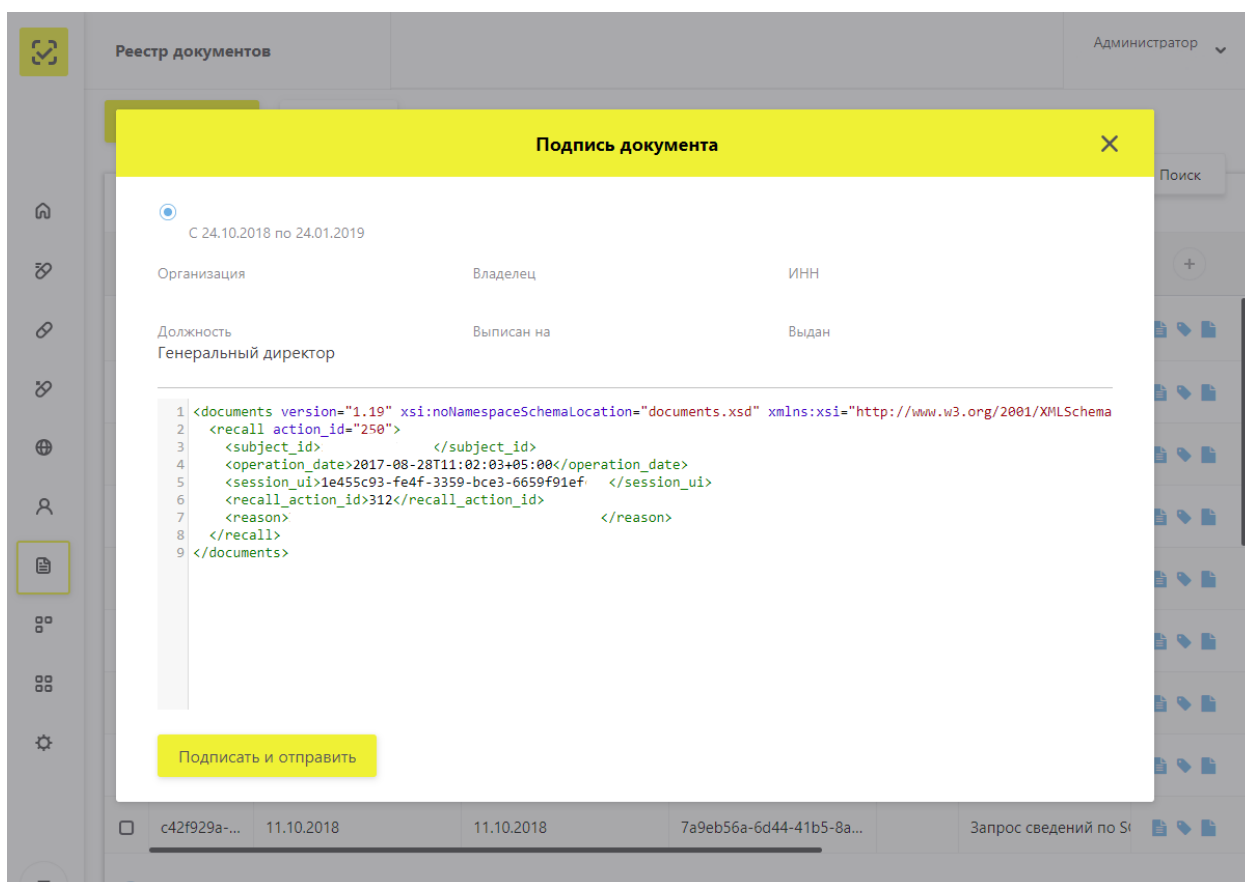 Реестр документов
Администратор
Подпись документа
Поиск
С 24.10.2018 по 24.01.2019
Организация Владелец ИНН
Должность Выписан на Выдан
Генеральный директор
1 <documents version="1.19" xsi:noNamespaceSchemaLocation="documents.xsd" xmlns:xsi="http://www.w3.org/2001/XMLSchema
2 <recall action_id="250">
3 <subject_id> </subject_id>
4 <operation_date>2017-08-28T11:02:03+05:00</operation_date>
5 <session_ui>1e455c93-fe4f-3359-bce3-6659f91ef </session_ui>
6 <recall_action_id>312</recall_action_id>
7 <reason> </reason>
8 </recall>
9 </documents>
Подписать и отправить
c42f929a-... 11.10.2018 11.10.2018 7a9eb56a-6d44-41b5-8a... Запрос сведений по